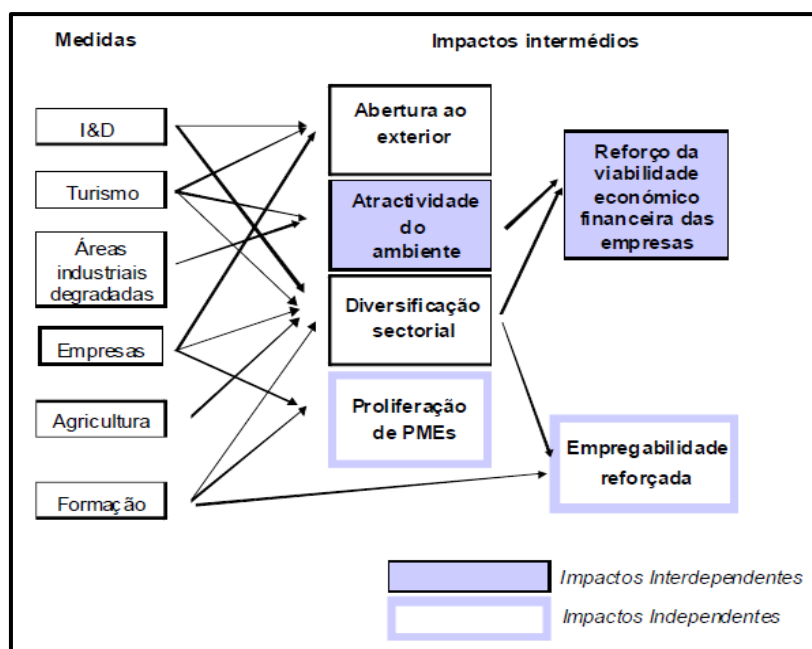 Medidas
Impactos intermédios
I&D
Turismo
Áreas
industriais
degradadas
Empresas
Agricultura
Formação
Abertura ao
exterior
Atractividade
do
ambiente
Diversificação
sectorial
Proliferação
de PMEs
Reforço da
viabilidade
económico
financeira das
empresas
Empregabilidade
reforçada
Impactos Interdependentes
Impactos Independentes